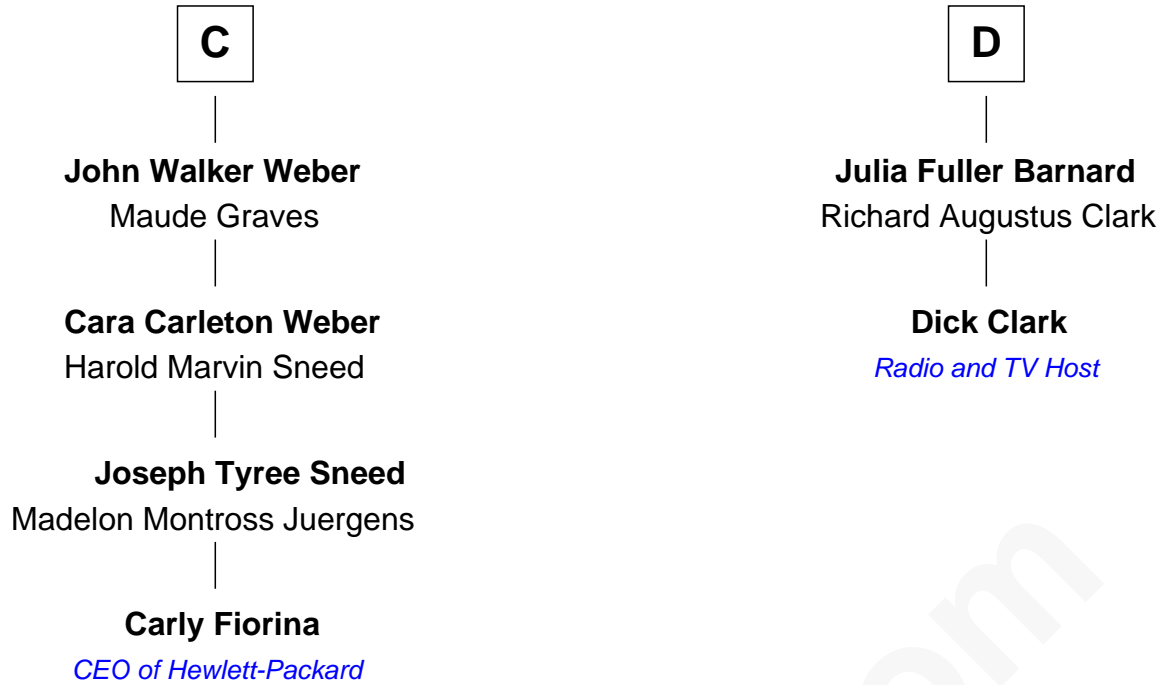 C
John Walker Weber
Maude Graves
Cara Carleton Weber
Harold Marvin Sneed
Joseph Tyree Sneed
Madelon Montross Juergens
Carly Fiorina
CEO of Hewlett-Packard
D
Julia Fuller Barnard
Richard Augustus Clark
Dick Clark
Radio and TV Host
om